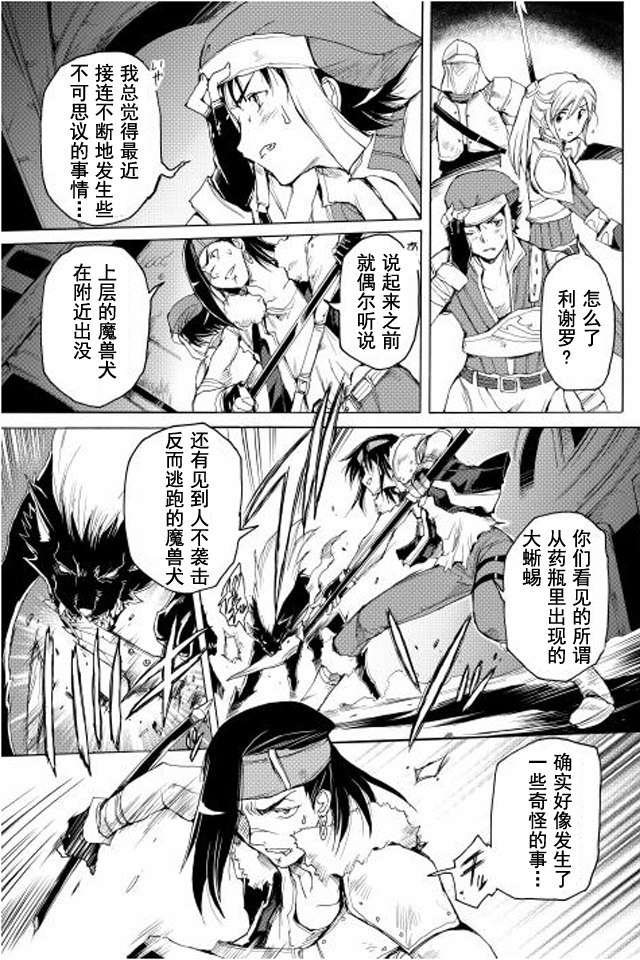 怎么了
利谢罗？
我总觉得最近
接连不断地发生些
不可思议的事情…
说起来之前
就偶尔听说
上层的魔兽犬
在附近出没
你们看见的所谓
从药瓶里出现的
大蜥蜴
还有见到人不袭击
反而逃跑的魔兽犬
确实好像发生了
一些奇怪的事…